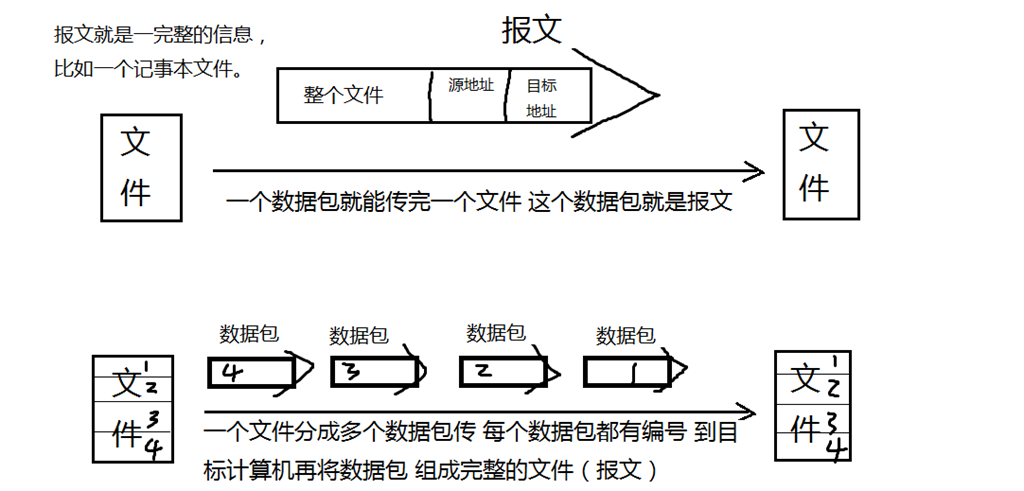 报文就是一完整的信息，
比如一个记事本文件。
报文
整个文件
源地址
目标
地址
文
件
文
件
一个数据包就能传完一个文件 这个数据包就是报文
数据包
数据包
数据包
数据包
4
3
2
1
文
件
1
2
3
4
文
件
1
2
3
4
一个文件分成多个数据包传 每个数据包都有编号 到目
标计算机再将数据包 组成完整的文件（报文）